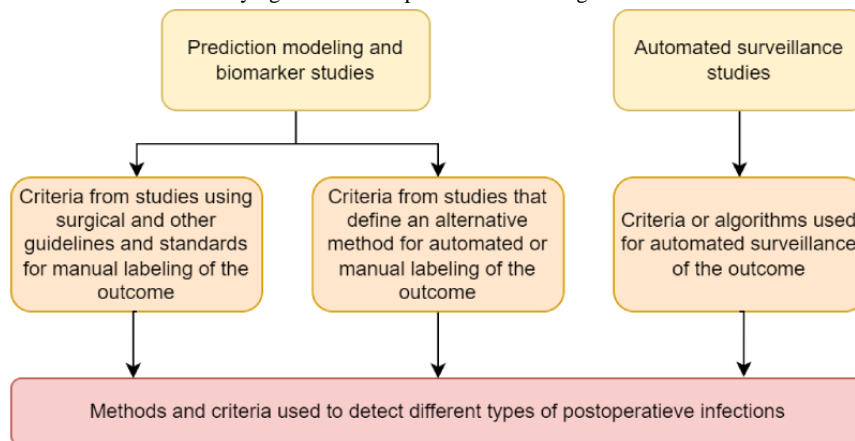 Prediction modeling and
biomarker studies
Automated surveillance
studies
Criteria from studies using
surgical and other
guidelines and standards
for manual labeling of the
outcome
Criteria from studies that
define an alternative
method for automated or
manual labeling of the
outcome
Criteria or algorithms used
for automated surveillance
of the outcome
Methods and criteria used to detect different types of postoperatieve infections